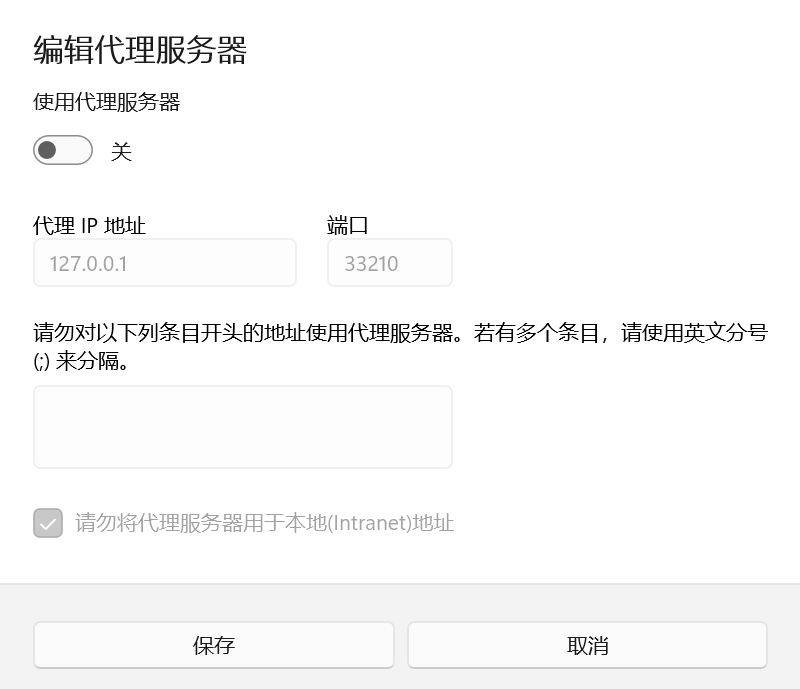 编辑代理服务器
使用代理服务器
关
代理 IP 地址
端口
127.0.0.1
33210
请勿对以下列条目开头的地址使用代理服务器。若有多个条目，请使用英文分号
(;) 来分隔。
请勿将代理服务器用于本地(Intranet)地址
保存
取消